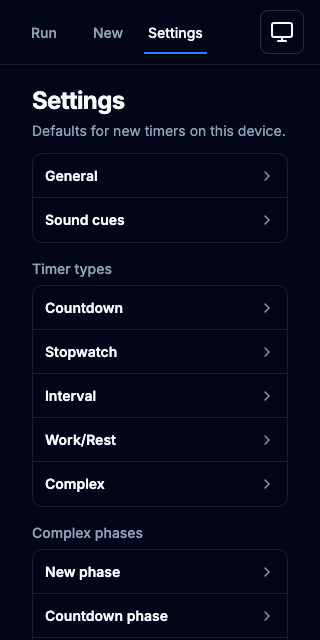 Run New Settings
Settings
Defaults for new timers on this device.
General
Sound cues
Timer types
Countdown
Stopwatch
Interval
Work/Rest
Complex
Complex phases
New phase
Countdown phase